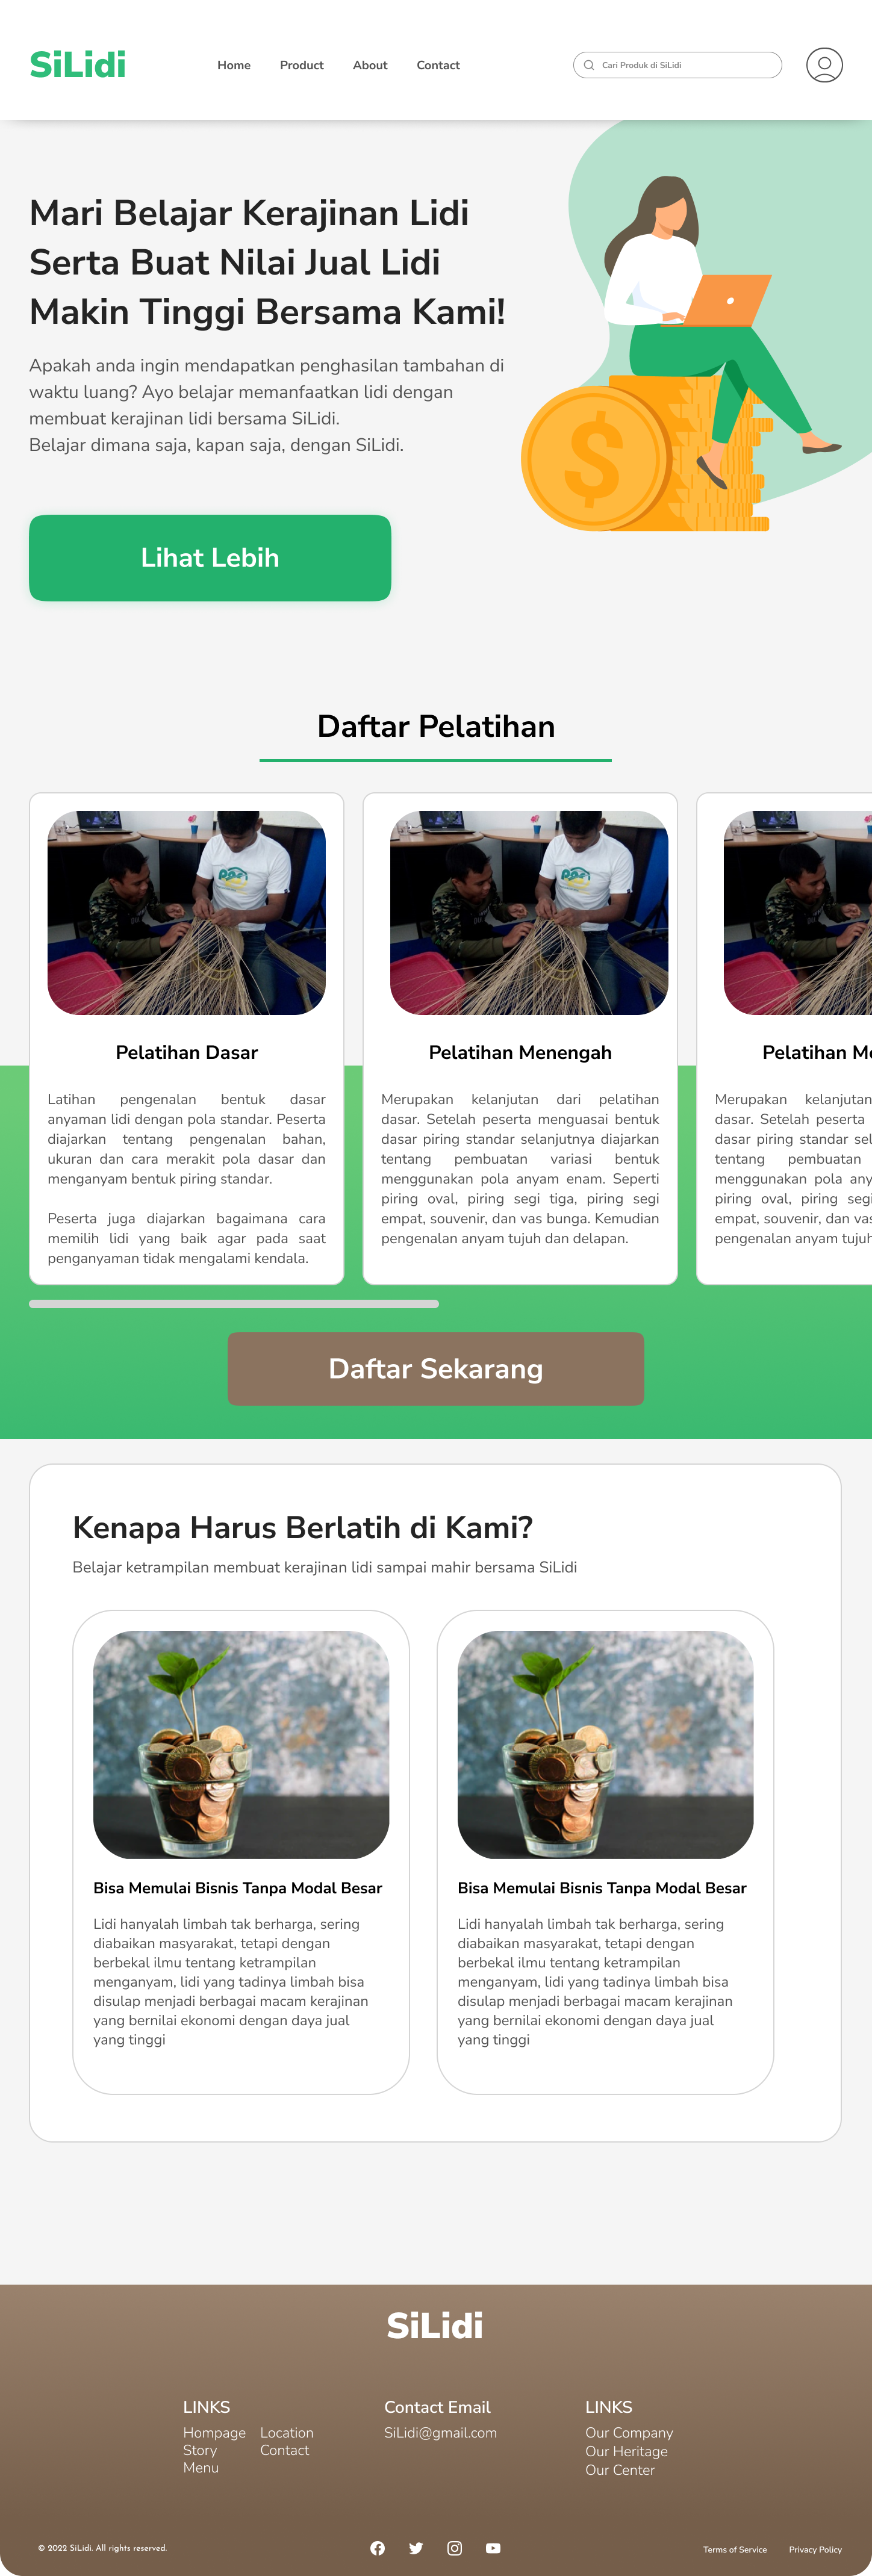 SiLidi
Home Product About Contact
Cari Produk di SiLidi
Mari Belajar Kerajinan Lidi
Serta Buat Nilai Jual Lidi
Makin Tinggi Bersama Kami!
Apakah anda ingin mendapatkan penghasilan tambahan di
waktu luang? Ayo belajar memanfaatkan lidi dengan
membuat kerajinan lidi bersama SiLidi.
Belajar dimana saja, kapan saja, dengan SiLidi.
$
Lihat Lebih
Daftar Pelatihan
Pelatihan Dasar
Latihan pengenalan bentuk dasar
anyaman lidi dengan pola standar. Peserta
diajarkan tentang pengenalan bahan,
ukuran dan cara merakit pola dasar dan
menganyam bentuk piring standar.
Peserta juga diajarkan bagaimana cara
memilih lidi yang baik agar pada saat
penganyaman tidak mengalami kendala.
Pelatihan Menengah
Merupakan kelanjutan dari pelatihan
dasar. Setelah peserta menguasai bentuk
dasar piring standar selanjutnya diajarkan
tentang pembuatan variasi bentuk
menggunakan pola anyam enam. Seperti
piring oval, piring segi tiga, piring segi
empat, souvenir, dan vas bunga. Kemudian
pengenalan anyam tujuh dan delapan.
Pelatihan
Merupakan kelanjutan
dasar. Setelah peserta
dasar piring standar
tentang pembuatan
menggunakan pola
piring oval, piring
empat, souvenir, dan
pengenalan anyam
Daftar Sekarang
Kenapa Harus Berlatih di Kami?
Belajar ketrampilan membuat kerajinan lidi sampai mahir bersama SiLidi
Bisa Memulai Bisnis Tanpa Modal Besar
Lidi hanyalah limbah tak berharga, sering
diabaikan masyarakat, tetapi dengan
berbekal ilmu tentang ketrampilan
menganyam, lidi yang tadinya limbah bisa
disulap menjadi berbagai macam kerajinan
yang bernilai ekonomi dengan daya jual
yang tinggi
Bisa Memulai Bisnis Tanpa Modal Besar
Lidi hanyalah limbah tak berharga, sering
diabaikan masyarakat, tetapi dengan
berbekal ilmu tentang ketrampilan
menganyam, lidi yang tadinya limbah bisa
disulap menjadi berbagai macam kerajinan
yang bernilai ekonomi dengan daya jual
yang tinggi
SiLidi
LINKS
Hompage Location
Story Contact
Menu
Contact Email
SiLidi@gmail.com
LINKS
Our Company
Our Heritage
Our Center
© 2022 SiLidi. All rights reserved.
Terms of Service Privacy Policy